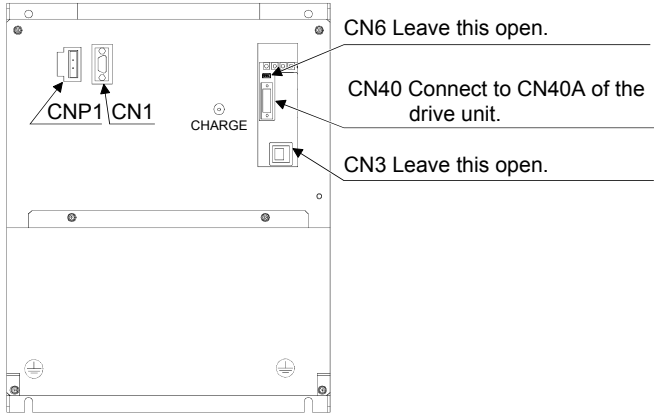 CN6 Leave this open.
CN40 Connect to CN40A of the
drive unit.
CNP1 CN1
CHARGE
CN3 Leave this open.